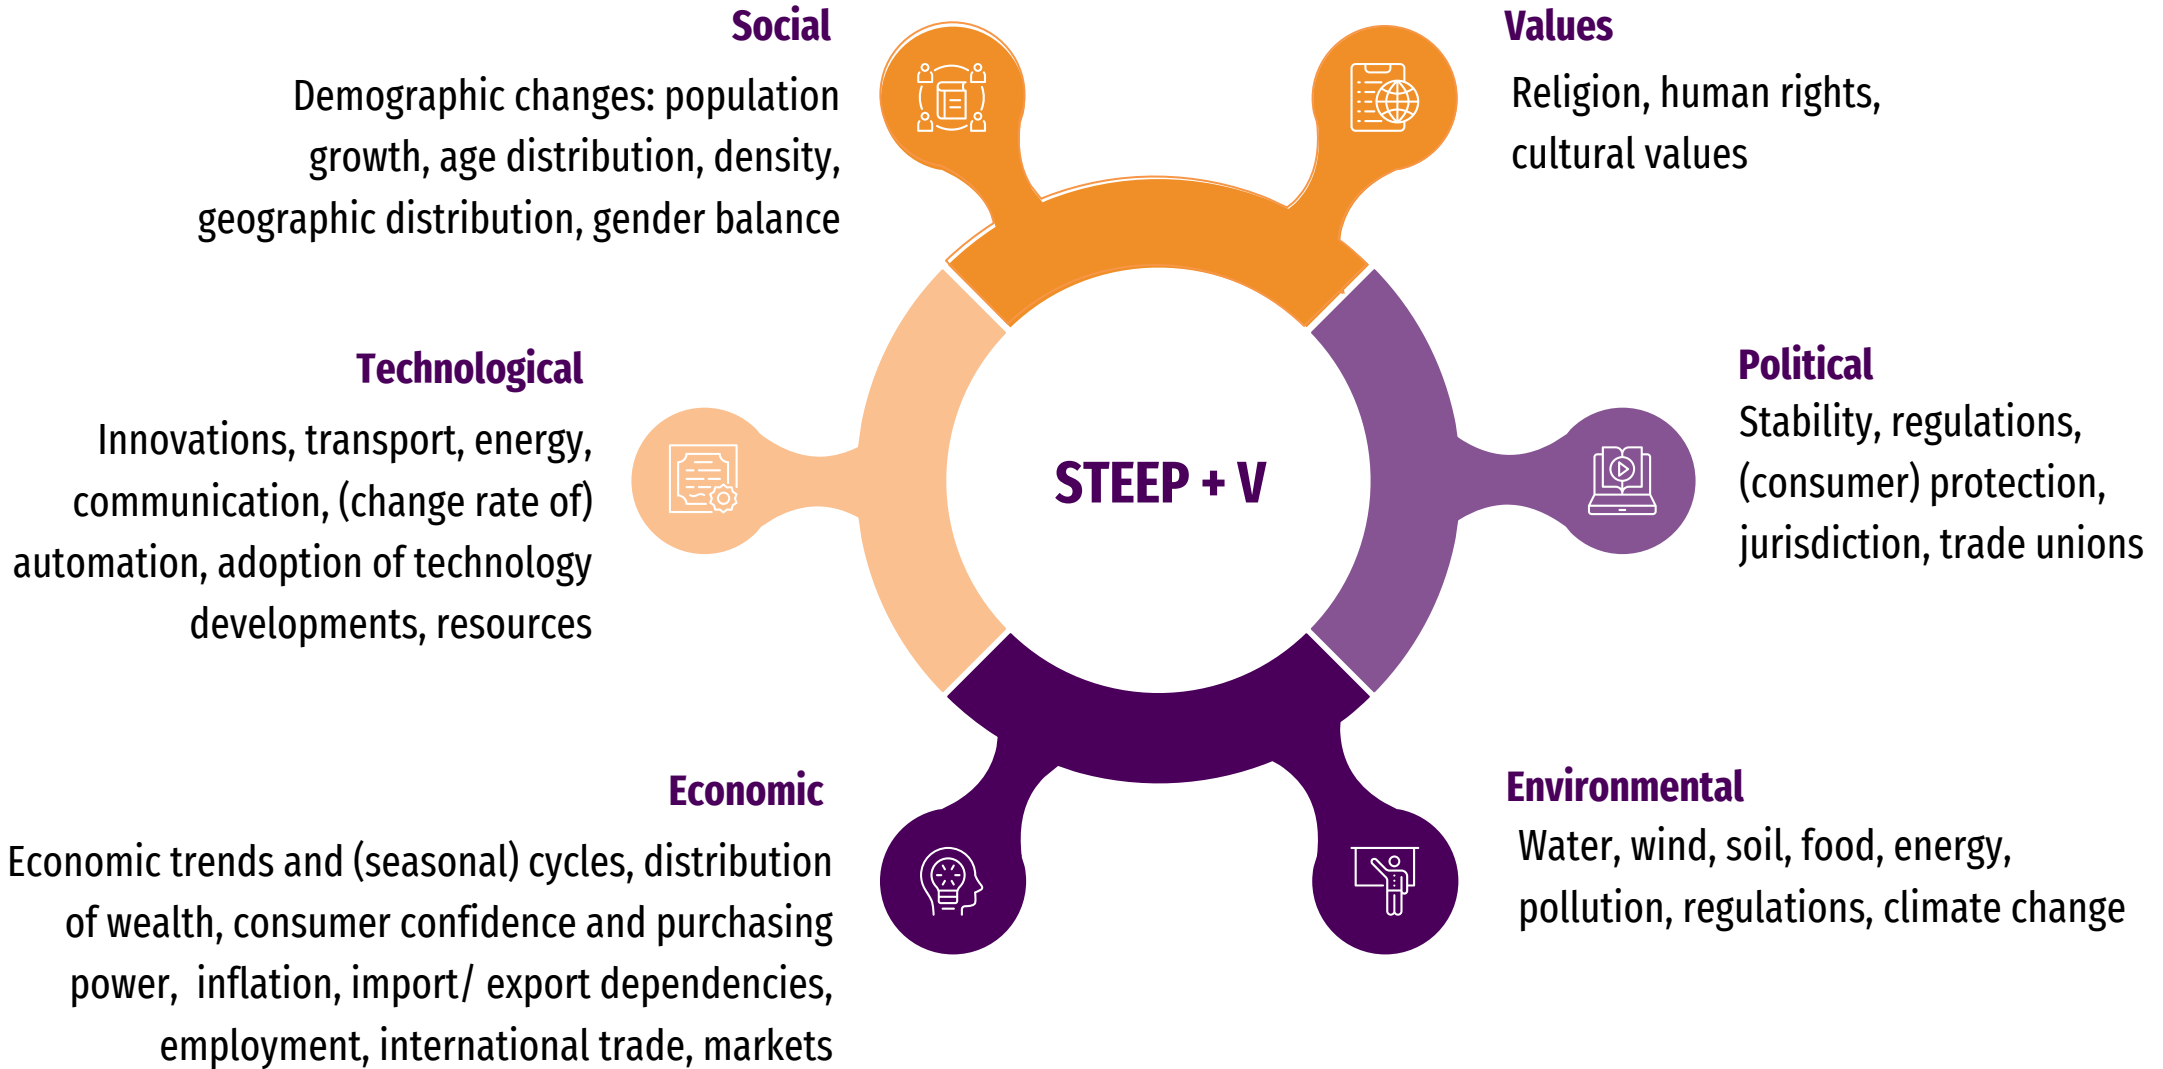 Social
Demographic changes: population
growth, age distribution, density,
geographic distribution, gender balance
Values
Religion, human rights,
cultural values
Technological
Innovations, transport, energy,
communication, (change rate of)
automation, adoption of technology
developments, resources
STEEP + V
Political
Stability, regulations,
(consumer) protection,
jurisdiction, trade unions
Economic
Economic trends and (seasonal) cycles, distribution
of wealth, consumer confidence and purchasing
power,  inflation, import/ export dependencies,
employment, international trade, markets
Environmental
Water, wind, soil, food, energy,
pollution, regulations, climate change